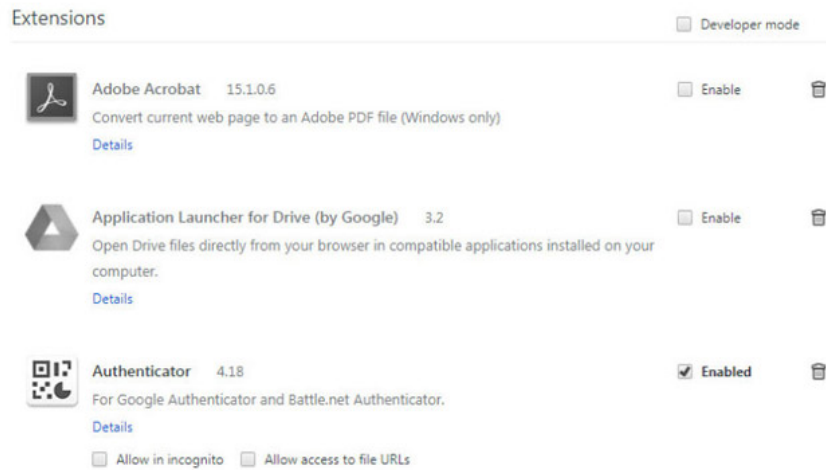 Extensions
Developer mode
Adobe Acrobat 15.1.0.6
Enable
Convert current web page to an Adobe PDF file (Windows only)
Details
Application Launcher for Drive (by Google) 3.2
Enable
Open Drive files directly from your browser in compatible applications installed on your
computer.
Details
Authenticator 4.18
Enabled
For Google Authenticator and Battle.net Authenticator.
Details
Allow in incognito
Allow access to file URLs